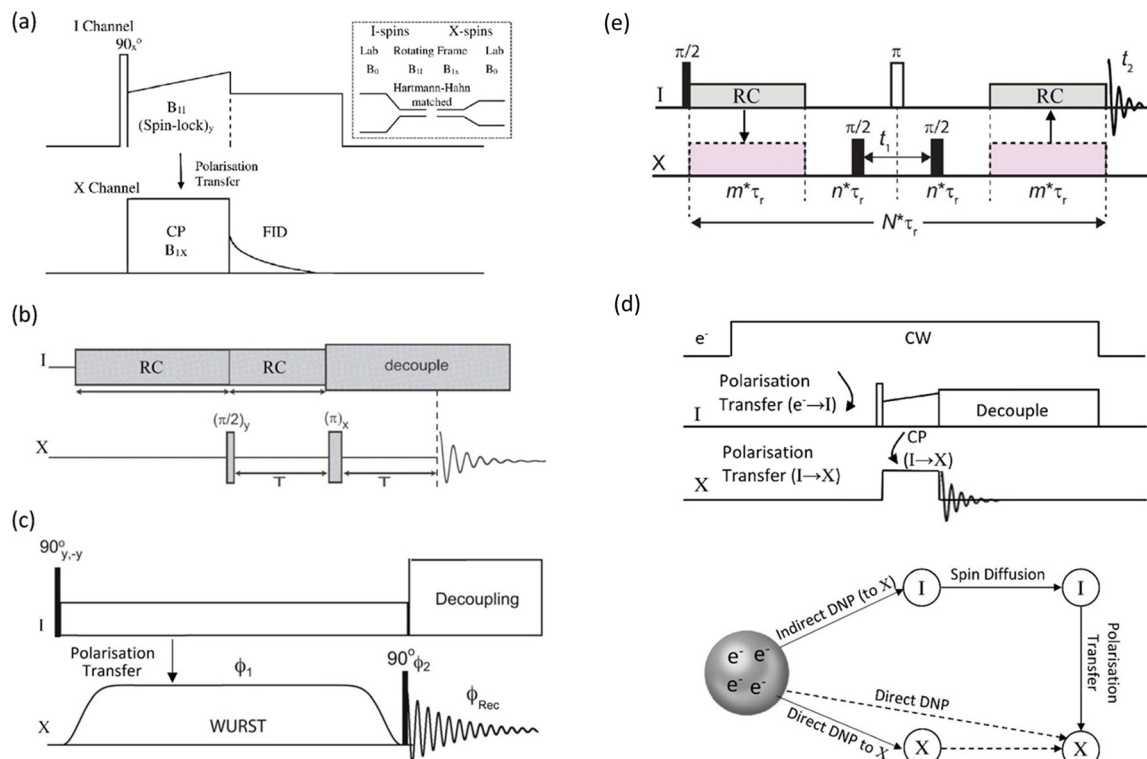 (a)
I Channel
90x°
B1I
(Spin-lock)y
Polarisation
Transfer
X Channel
CP
B1X
FID
I-spins X-spins
Lab Rotating Frame Lab
B0 B1I B1x B0
Hartmann-Hahn
matched
(b)
I RC RC decouple
(π/2)y (π)x
X
T T
(c)
90°y,-y
Decoupling
I
Polarisation
Transfer
ϕ1 90°ϕ2
ϕRec
X WURST
(e)
π/2 π t2
I RC RC
π/2 t1 π/2
X
m*τr n*τr n*τr m*τr
N*τr
(d)
e- CW
Polarisation
Transfer (e-→I)
I Decouple
CP
(I→X)
Polarisation
Transfer (I→X)
X
Indirect DNP (to X)
I Spin Diffusion I
Polarisation
Transfer
e- e-
e- e-
Direct DNP
Direct DNP to X
X X